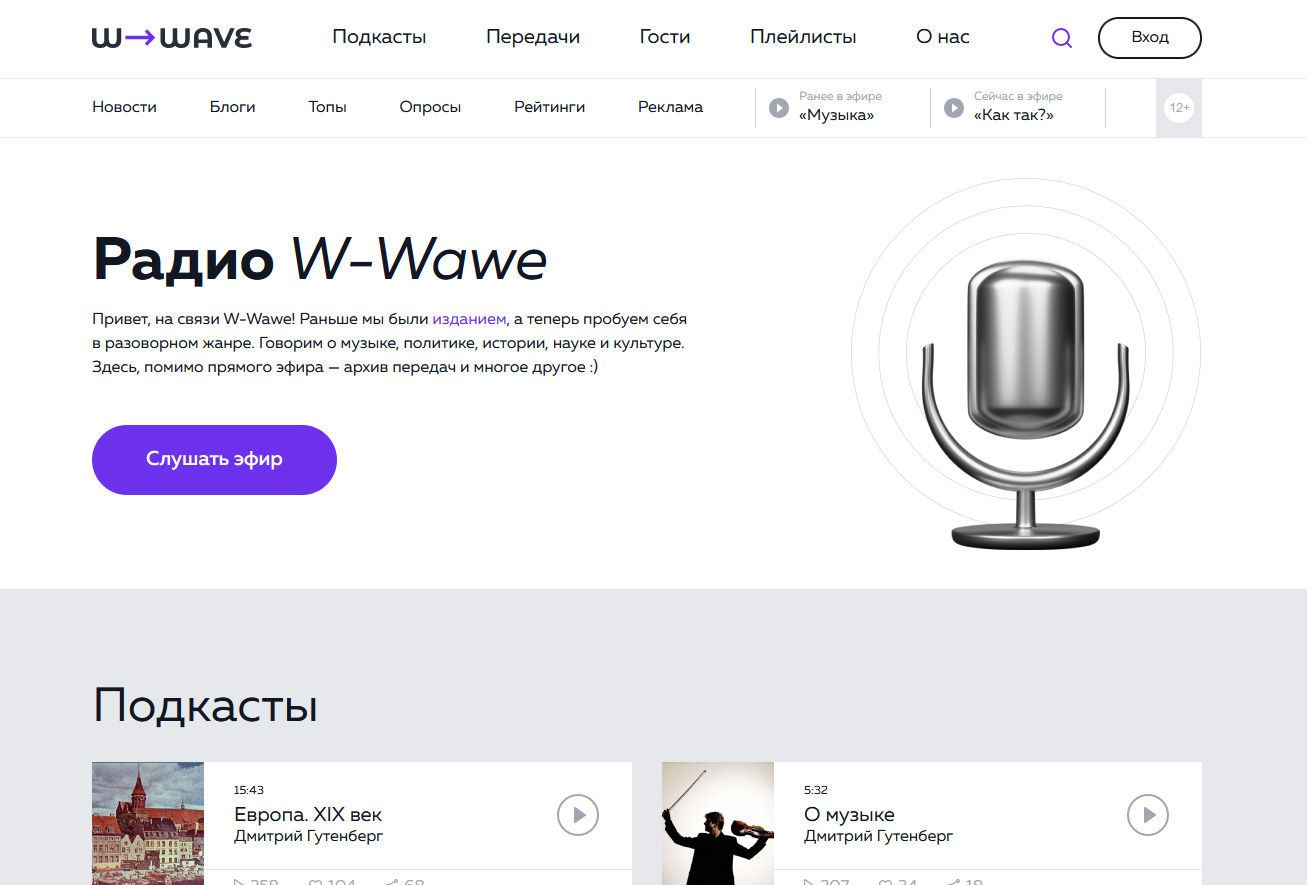 W→WAVE
Подкасты
Передачи
Гости
Плейлисты
О нас
Вход
Новости
Блоги
Топы
Опросы
Рейтинги
Реклама
Ранее в эфире
«Музыка»
Сейчас в эфире
«Как так?»
12+
Радио W-Wawe
Привет, на связи W-Wawe! Раньше мы были изданием, а теперь пробуем себя
в разоворном жанре. Говорим о музыке, политике, истории, науке и культуре.
Здесь, помимо прямого эфира — архив передач и многое другое :)
Слушать эфир
Подкасты
15:43
Европа. XIX век
Дмитрий Гутенберг
258 104 68
5:32
О музыке
Дмитрий Гутенберг
207 34 18